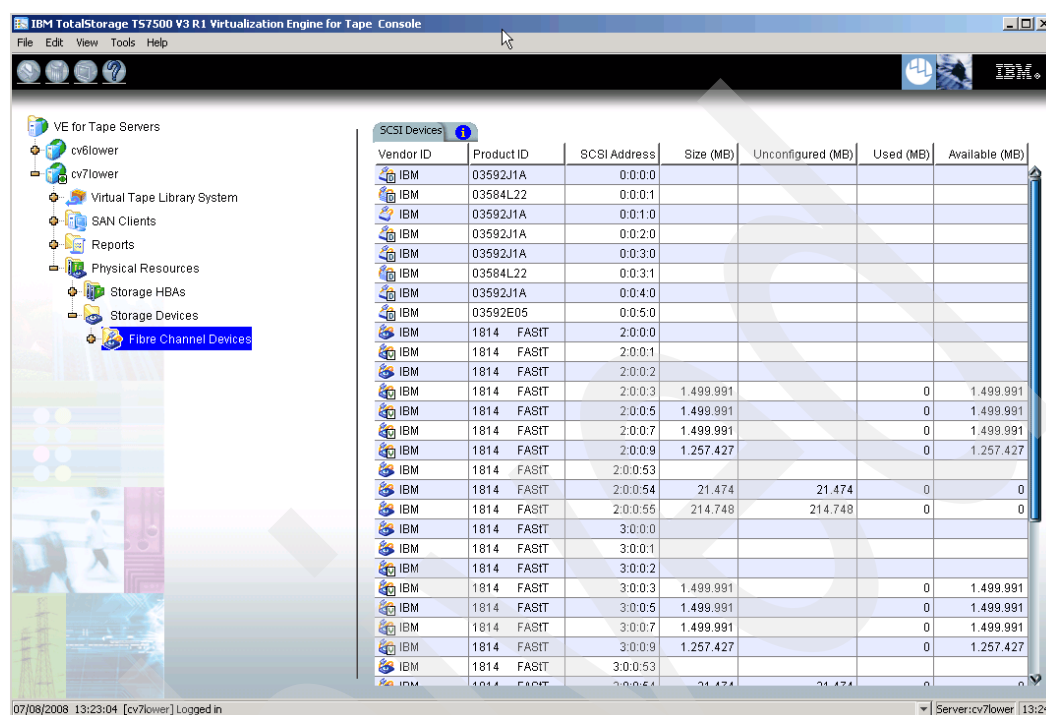 IBM TotalStorage TS7500 V3 R1 Virtualization Engine for Tape Console
File Edit View Tools Help
IBM
VE for Tape Servers
cv6lower
cv7lower
Virtual Tape Library System
SAN Clients
Reports
Physical Resources
Storage HBAs
Storage Devices
Fibre Channel Devices
SCSI Devices
Vendor ID Product ID SCSI Address Size (MB) Unconfigured (MB) Used (MB) Available (MB)
IBM 03592J1A 0:0:0:0
IBM 03584L22 0:0:0:1
IBM 03592J1A 0:0:1:0
IBM 03592J1A 0:0:2:0
IBM 03592J1A 0:0:3:0
IBM 03584L22 0:0:3:1
IBM 03592J1A 0:0:4:0
IBM 03592E05 0:0:5:0
IBM 1814 FAStT 2:0:0:0
IBM 1814 FAStT 2:0:0:1
IBM 1814 FAStT 2:0:0:2
IBM 1814 FAStT 2:0:0:3 1.499.991 0 1.499.991
IBM 1814 FAStT 2:0:0:5 1.499.991 0 1.499.991
IBM 1814 FAStT 2:0:0:7 1.499.991 0 1.499.991
IBM 1814 FAStT 2:0:0:9 1.257.427 0 1.257.427
IBM 1814 FAStT 2:0:0:53
IBM 1814 FAStT 2:0:0:54 21.474 21.474 0 0
IBM 1814 FAStT 2:0:0:55 214.748 214.748 0 0
IBM 1814 FAStT 3:0:0:0
IBM 1814 FAStT 3:0:0:1
IBM 1814 FAStT 3:0:0:2
IBM 1814 FAStT 3:0:0:3 1.499.991 0 1.499.991
IBM 1814 FAStT 3:0:0:5 1.499.991 0 1.499.991
IBM 1814 FAStT 3:0:0:7 1.499.991 0 1.499.991
IBM 1814 FAStT 3:0:0:9 1.257.427 0 1.257.427
IBM 1814 FAStT 3:0:0:53
07/08/2008 13:23:04 [cv7lower] Logged in Server:cv7lower